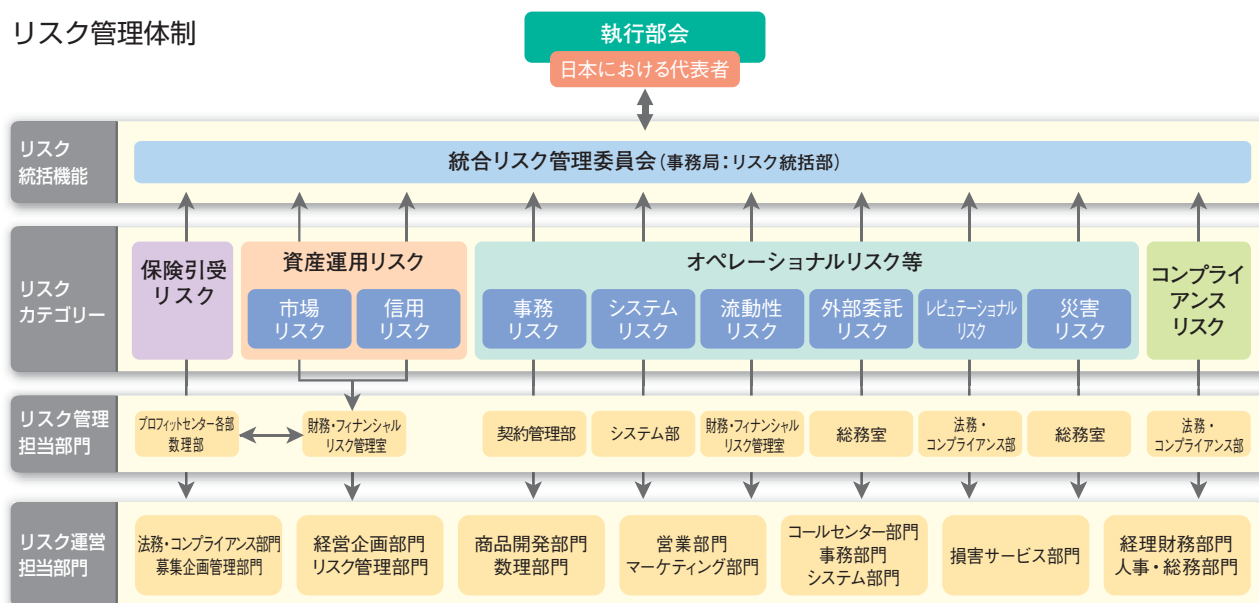 リスク管理体制
執行部会
日本における代表者
リスク
統括機能
統合リスク管理委員会(事務局:リスク統括部)
リスク
カテゴリー
保険引受
リスク
資産運用リスク
市場
リスク
信用
リスク
オペレーショナルリスク等
事務
リスク
システム
リスク
流動性
リスク
外部委託
リスク
レピュテーショナル
リスク
災害
リスク
コンプライ
アンス
リスク
リスク管理
担当部門
プロフィットセンター各部
数理部
財務・フィナンシャル
リスク管理室
契約管理部
システム部
財務・フィナンシャル
リスク管理室
総務室
法務・
コンプライアンス部
総務室
法務・
コンプライアンス部
リスク運営
担当部門
法務・コンプライアンス部門
募集企画管理部門
経営企画部門
リスク管理部門
商品開発部門
数理部門
営業部門
マーケティング部門
コールセンター部門
事務部門
システム部門
損害サービス部門
経理財務部門
人事・総務部門